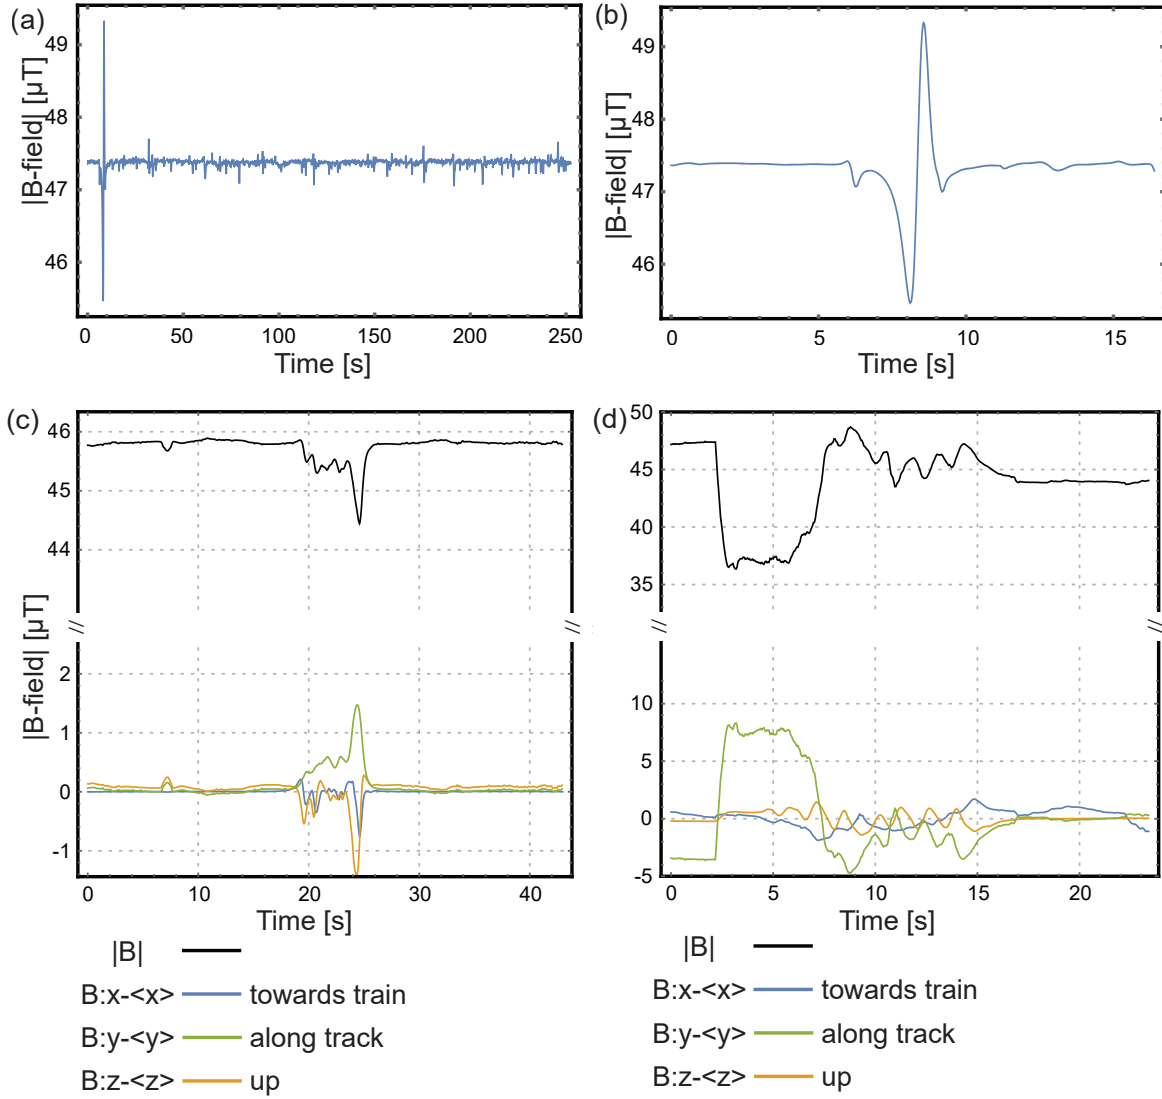 (a)
|B-field| [µT]
49
48
47
46
0 50 100 150 200 250
Time [s]
(b)
|B-field| [µT]
49
48
47
46
0 5 10 15
Time [s]
(c)
|B-field| [µT]
46
45
44
2
1
0
-1
0 10 20 30 40
Time [s]
|B|
B:x-<x> towards train
B:y-<y> along track
B:z-<z> up
(d)
50
45
40
35
10
5
0
-5
0 5 10 15 20
Time [s]
|B|
B:x-<x> towards train
B:y-<y> along track
B:z-<z> up